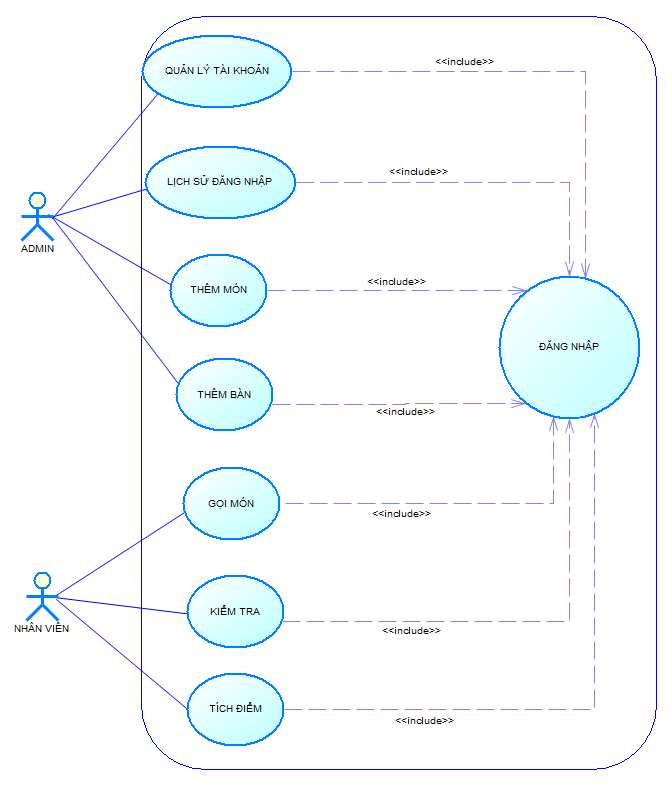 QUẢN LÝ TÀI KHOẢN
<<include>>
LỊCH SỬ ĐĂNG NHẬP
<<include>>
ADMIN
THÊM MÓN
<<include>>
ĐĂNG NHẬP
THÊM BÀN
<<include>>
GỌI MÓN
<<include>>
KIỂM TRA
NHÂN VIÊN
<<include>>
TÍCH ĐIỂM
<<include>>